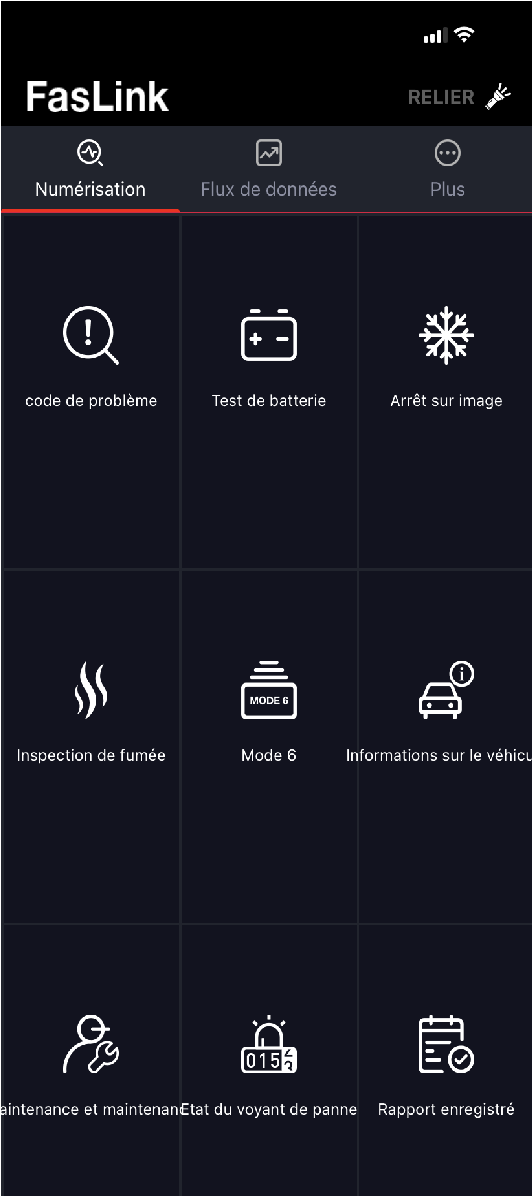 FasLink
RELIER
Numérisation
Flux de données
Plus
code de problème
Test de batterie
Arrêt sur image
Inspection de fumée
MODE 6
Mode 6
Informations sur le véhicu
015
aintenance et maintenan
Etat du voyant de panne
Rapport enregistré